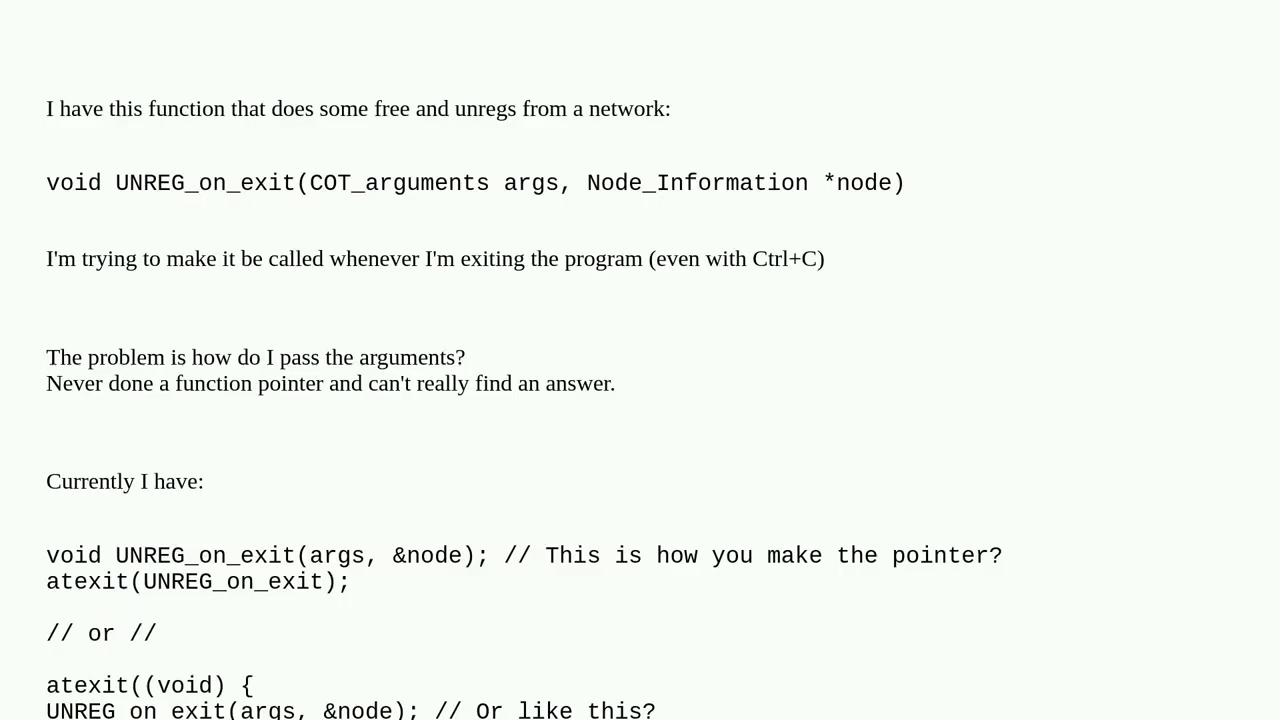 I have this function that does some free and unregs from a network:
void UNREG_on_exit(COT_arguments args, Node_Information *node)
I'm trying to make it be called whenever I'm exiting the program (even with Ctrl+C)
The problem is how do I pass the arguments?
Never done a function pointer and can't really find an answer.
Currently I have:
void UNREG_on_exit(args, &node); // This is how you make the pointer?
atexit(UNREG_on_exit);
// or //
atexit((void) {
UNREG_on_exit(args, &node); // Or like this?